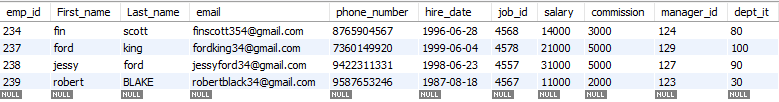 emp_id First_name Last_name email phone_number hire_date job_id salary commission manager_id dept_it
234 fin scott finscott354@gmail.com 8765904567 1996-06-28 4568 14000 3000 124 80
237 ford king fordking34@gmail.com 7360149920 1999-06-04 4578 21000 5000 129 100
238 jessy ford jessyford34@gmail.com 9422311331 1998-06-23 4557 31000 5000 127 90
239 robert BLAKE robertblack34@gmail.com 9587653246 1987-08-18 4567 11000 2000 123 30
NULL NULL NULL NULL NULL NULL NULL NULL NULL NULL NULL